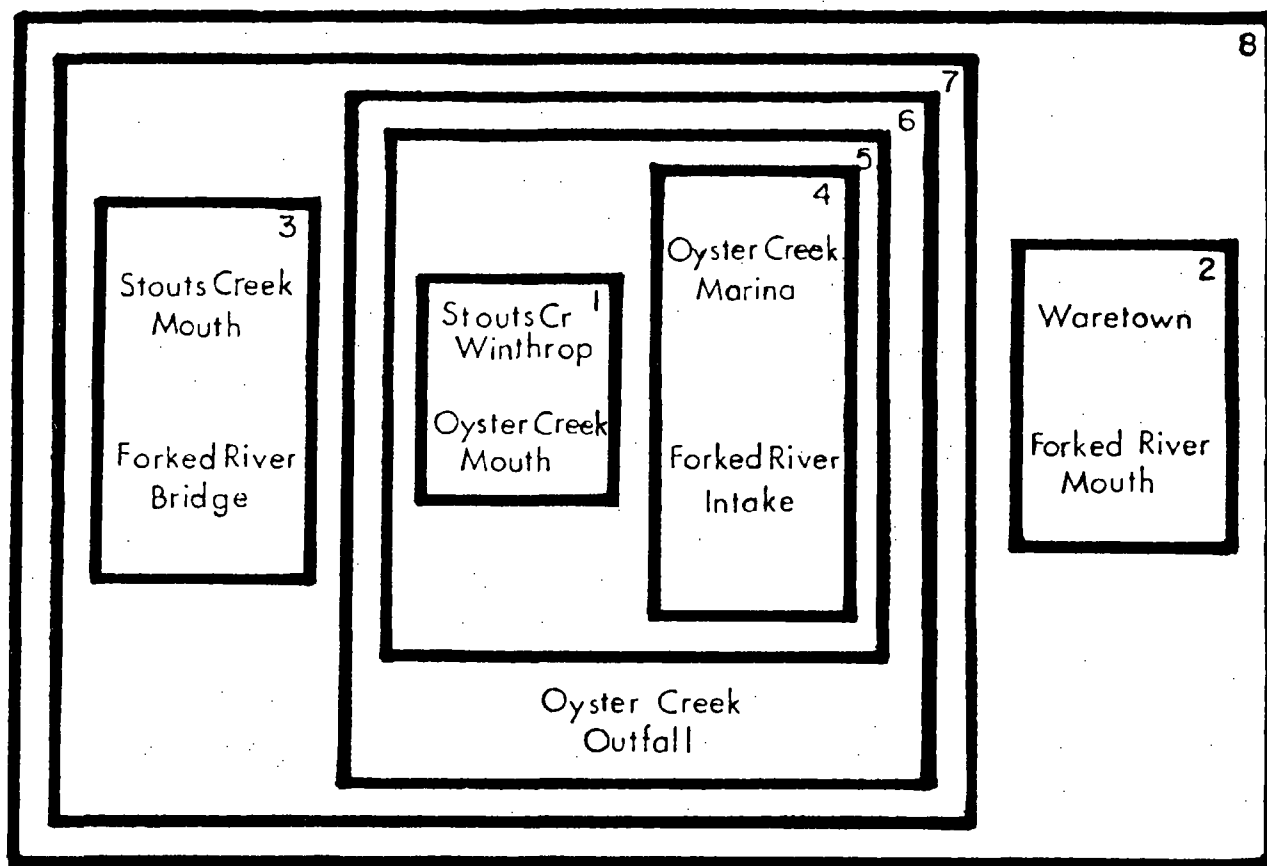 8
7
6
5
4
3
2
1
Stouts Creek
Mouth
Forked River
Bridge
Stouts Cr
Winthrop
Oyster Creek
Mouth
Oyster Creek
Marina
Forked River
Intake
Waretown
Forked River
Mouth
Oyster Creek
Outfall